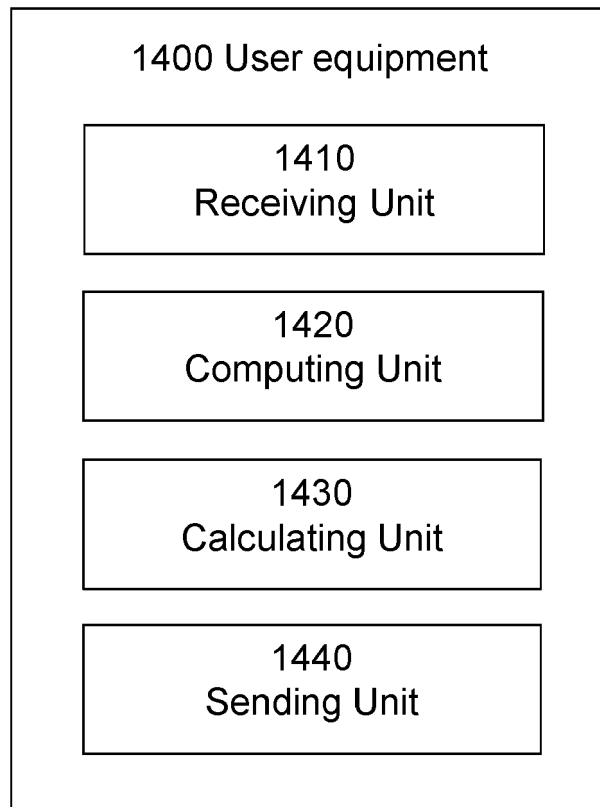 1400 User equipment
1410
Receiving Unit
1420
Computing Unit
1430
Calculating Unit
1440
Sending Unit